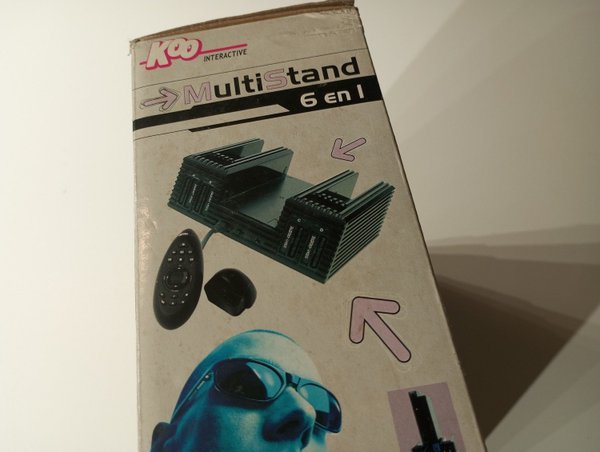 Koo
INTERACTIVE
MultiStand
6 en 1